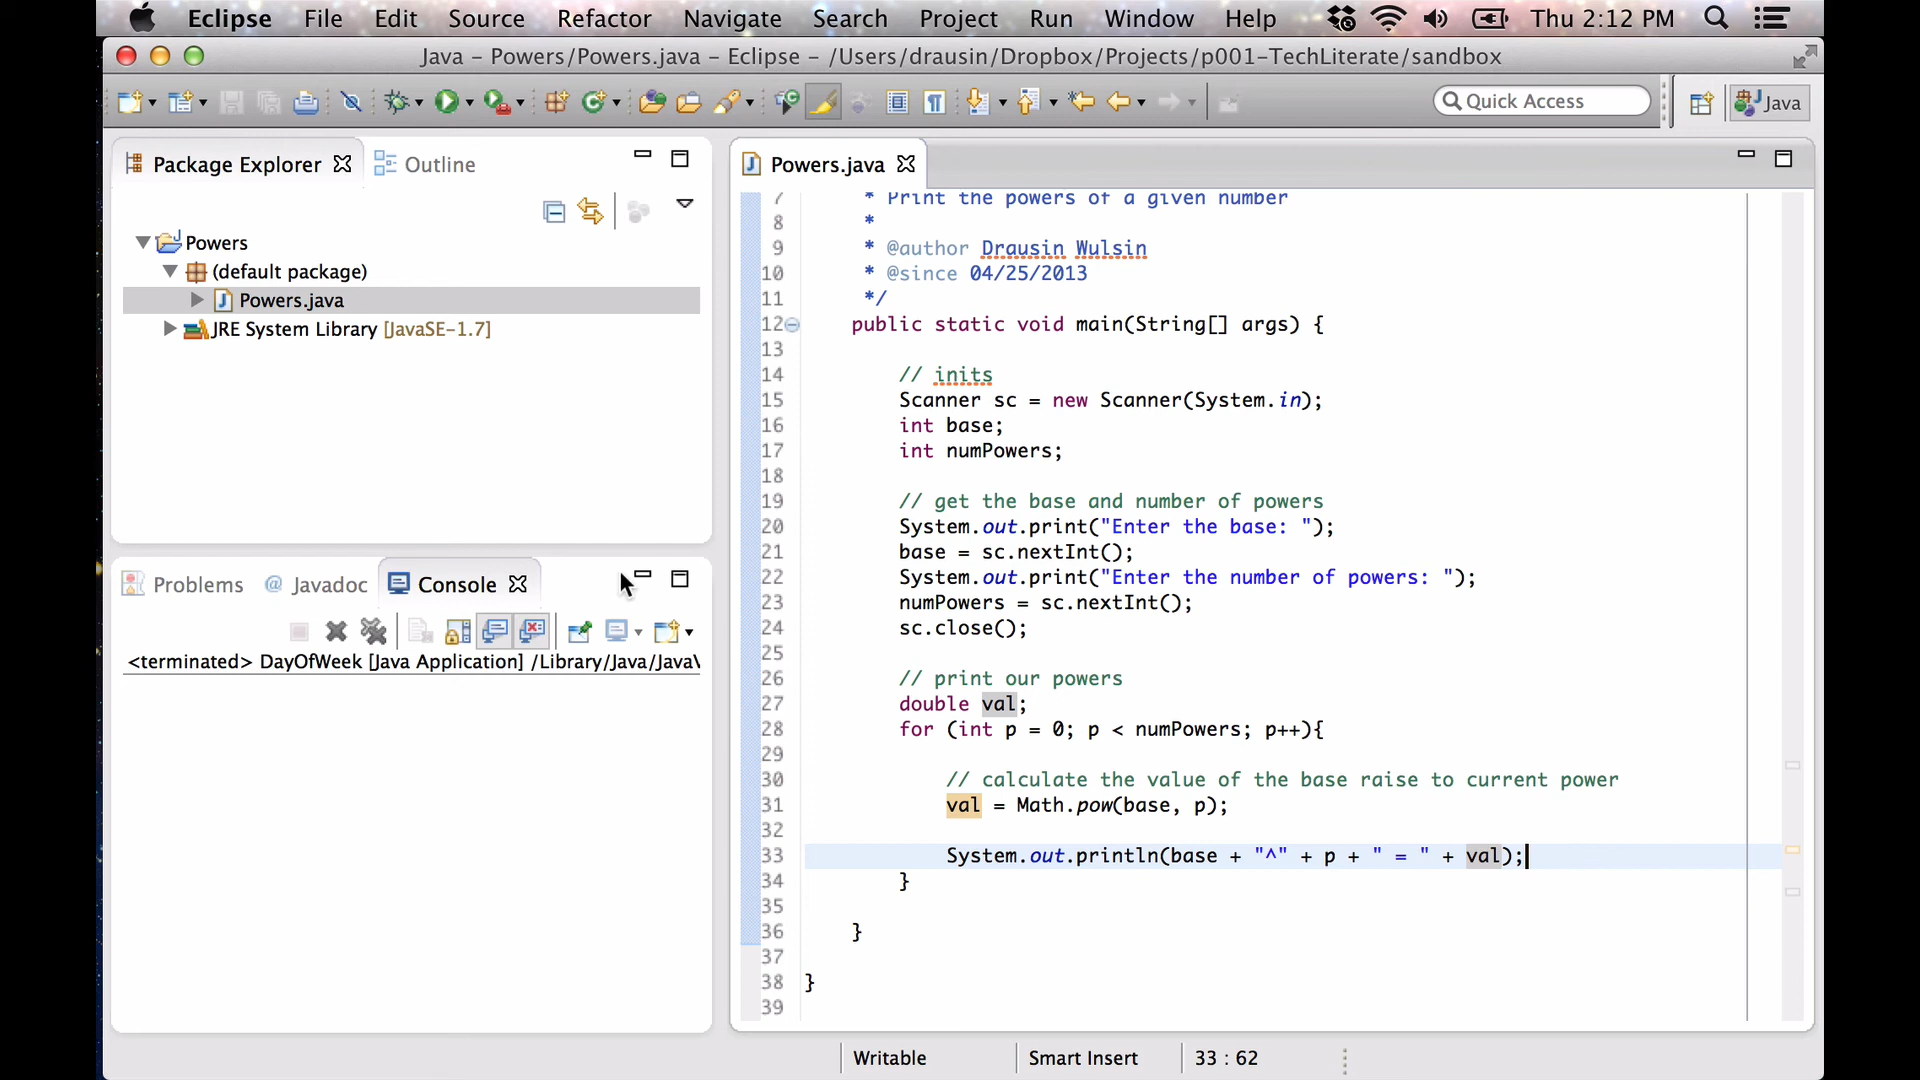 Eclipse File Edit Source Refactor Navigate Search Project Run Window Help Thu 2:12 PM
Java – Powers/Powers.java – Eclipse – /Users/drausin/Dropbox/Projects/p001-TechLiterate/sandbox
Quick Access
Java
Package Explorer
Outline
Powers
(default package)
Powers.java
JRE System Library [JavaSE-1.7]
Problems
@ Javadoc
Console
<terminated> DayOfWeek [Java Application] /Library/Java/Java
Powers.java
7 * Print the powers of a given number
8 *
9 * @author Drausin Wulsin
10 * @since 04/25/2013
11 */
12 public static void main(String[] args) {
13
14 // inits
15 Scanner sc = new Scanner(System.in);
16 int base;
17 int numPowers;
18
19 // get the base and number of powers
20 System.out.print("Enter the base: ");
21 base = sc.nextInt();
22 System.out.print("Enter the number of powers: ");
23 numPowers = sc.nextInt();
24 sc.close();
25
26 // print our powers
27 double val;
28 for (int p = 0; p < numPowers; p++){
29
30 // calculate the value of the base raise to current power
31 val = Math.pow(base, p);
32
33 System.out.println(base + "^" + p + " = " + val);
34 }
35
36 }
37
38 }
39
Writable
Smart Insert
33 : 62